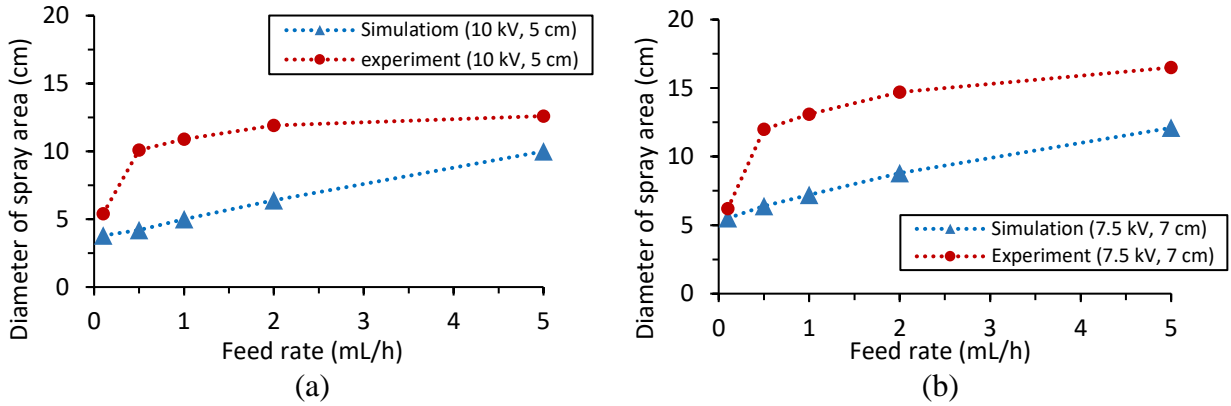 Diameter of spray area (cm)
20
15
10
5
0
Simulatiom (10 kV, 5 cm)
experiment (10 kV, 5 cm)
0 1 2 3 4 5
Feed rate (mL/h)
(a)
Diameter of spray area (cm)
20
15
10
5
0
Simulation (7.5 kV, 7 cm)
Experiment (7.5 kV, 7 cm)
0 1 2 3 4 5
Feed rate (mL/h)
(b)